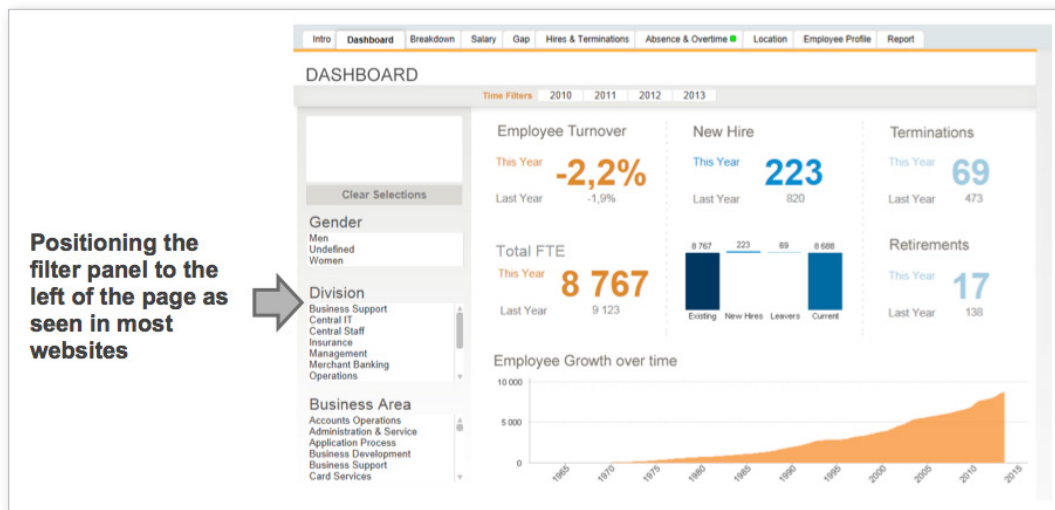 Intro Dashboard Breakdown Salary Gap Hires & Terminations Absence & Overtime Location Employee Profile Report
DASHBOARD
Time Filters 2010 2011 2012 2013
Clear Selections
Gender
Men
Undefined
Women
Division
Business Support
Central IT
Central Staff
Insurance
Management
Merchant Banking
Operations
Business Area
Accounts Operations
Administration & Service
Application Process
Business Development
Business Support
Card Services
Positioning the
filter panel to the
left of the page as
seen in most
websites
Employee Turnover
This Year -2,2%
Last Year -1,9%
New Hire
This Year 223
Last Year 820
Terminations
This Year 69
Last Year 473
Total FTE
This Year 8 767
Last Year 9 123
8 767 223 69 8 688
Existing New Hires Leavers Current
Retirements
This Year 17
Last Year 138
Employee Growth over time
10 000
5 000
0
1965 1970 1975 1980 1985 1990 1995 2000 2005 2010 2015